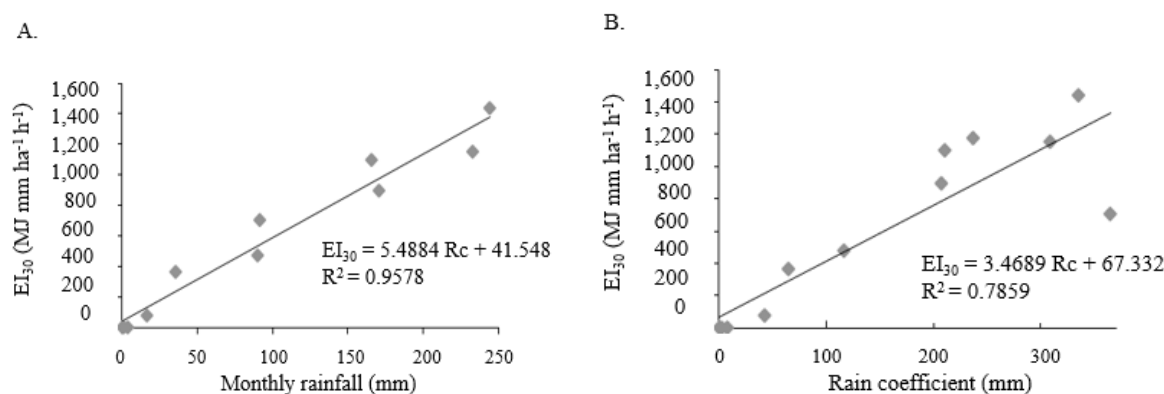 A.
1,600
1,400
1,200
1,000
800
600
400
200
0
EI₃₀ (MJ mm ha⁻¹ h⁻¹)
EI₃₀ = 5.4884 Rc + 41.548
R² = 0.9578
0 50 100 150 200 250
Monthly rainfall (mm)
B.
1,600
1,400
1,200
1,000
800
600
400
200
0
EI₃₀ (MJ mm ha⁻¹ h⁻¹)
EI₃₀ = 3.4689 Rc + 67.332
R² = 0.7859
0 100 200 300
Rain coefficient (mm)